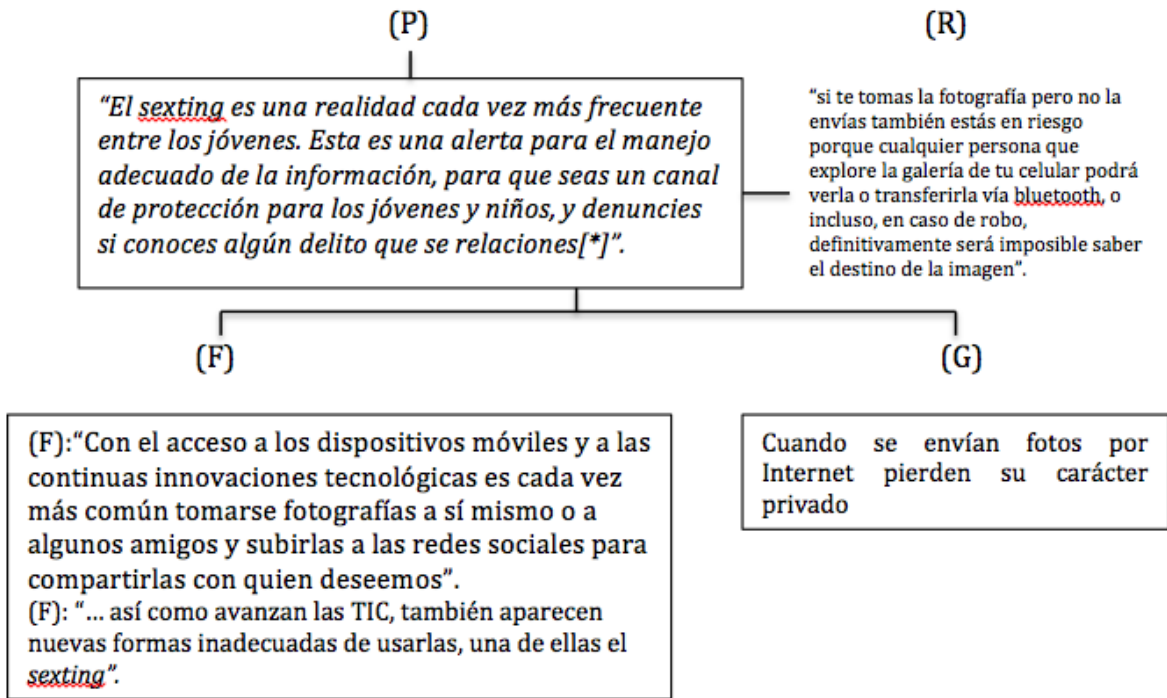 (P)
(R)
“El sexting es una realidad cada vez más frecuente
entre los jóvenes. Esta es una alerta para el manejo
adecuado de la información, para que seas un canal
de protección para los jóvenes y niños, y denuncies
si conoces algún delito que se relaciones[*]”.
“si te tomas la fotografía pero no la
envías también estás en riesgo
porque cualquier persona que
explore la galería de tu celular podrá
verla o transferirla vía bluetooth, o
incluso, en caso de robo,
definitivamente será imposible saber
el destino de la imagen”.
(F)
(G)
(F):“Con el acceso a los dispositivos móviles y a las
continuas innovaciones tecnológicas es cada vez
más común tomarse fotografías a sí mismo o a
algunos amigos y subirlas a las redes sociales para
compartirlas con quien deseemos”.
(F): “... así como avanzan las TIC, también aparecen
nuevas formas inadecuadas de usarlas, una de ellas el
sexting”.
Cuando se envían fotos por
Internet pierden su carácter
privado